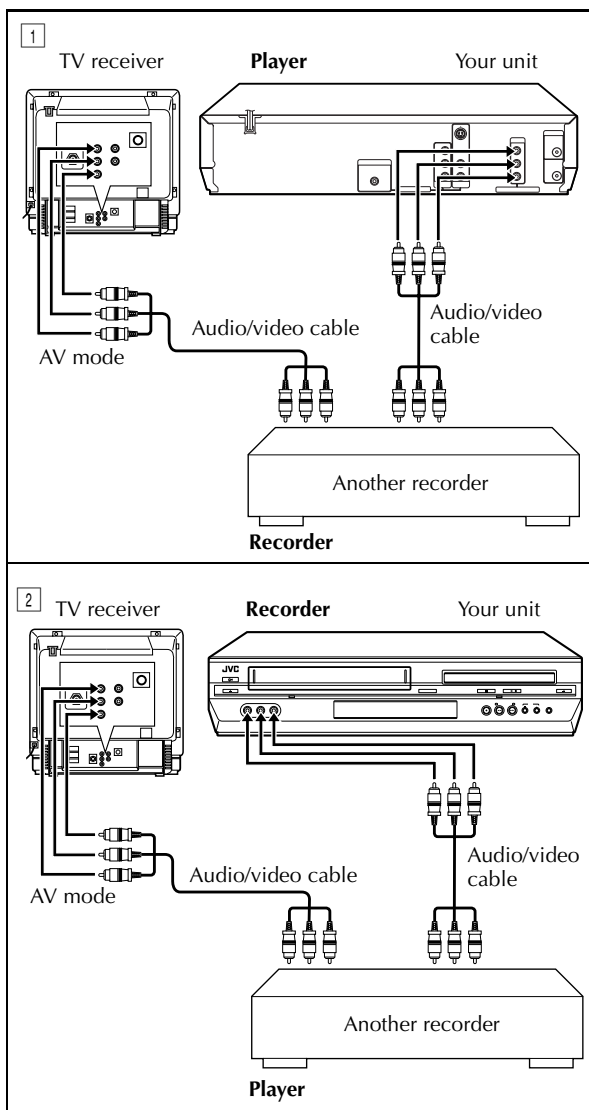 1
TV receiver
Player
Your unit
Audio/video cable
Audio/video
cable
AV mode
Another recorder
Recorder
2
TV receiver
Recorder
Your unit
JVC
Audio/video cable
Audio/video
cable
AV mode
Another recorder
Player